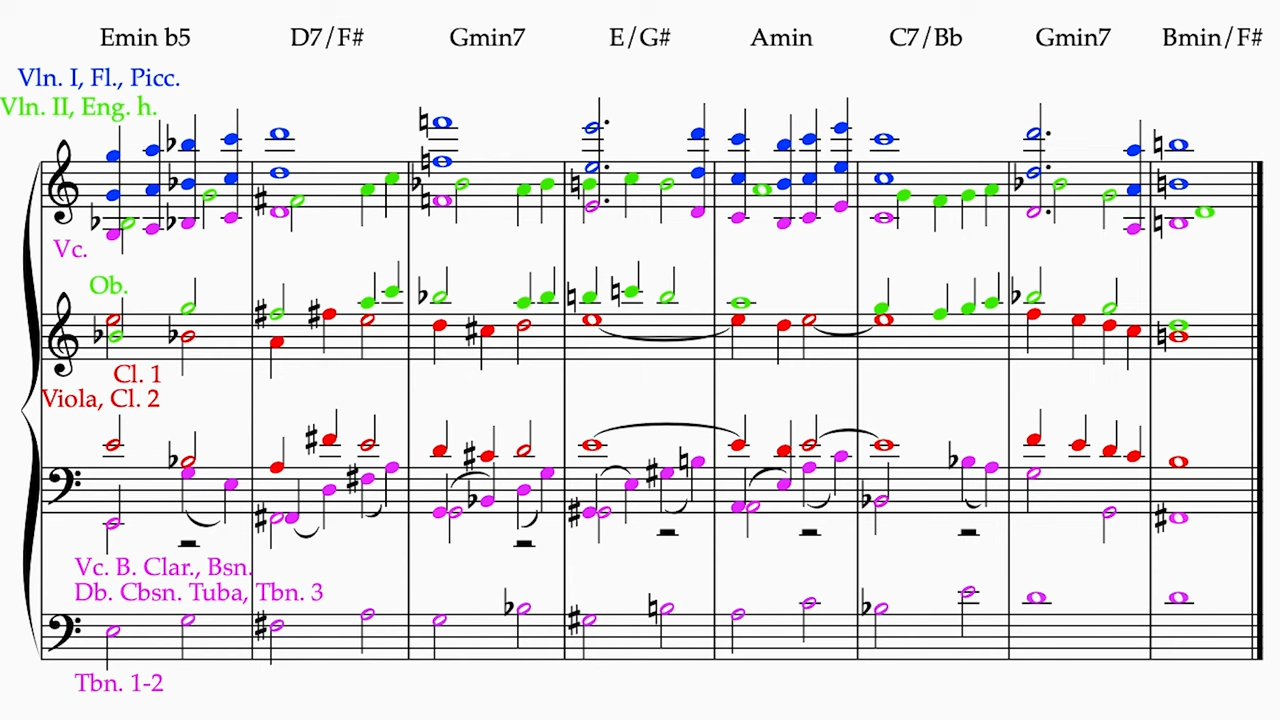 Emin b5 D7/F# Gmin7 E/G# Amin C7/Bb Gmin7 Bmin/F#
Vln. I, Fl., Picc.
Vln. II, Eng. h.
Vc.
Ob.
Cl. 1
Viola, Cl. 2
Vc. B. Clar., Bsn.
Db. Cbsn. Tuba, Tbn. 3
Tbn. 1-2